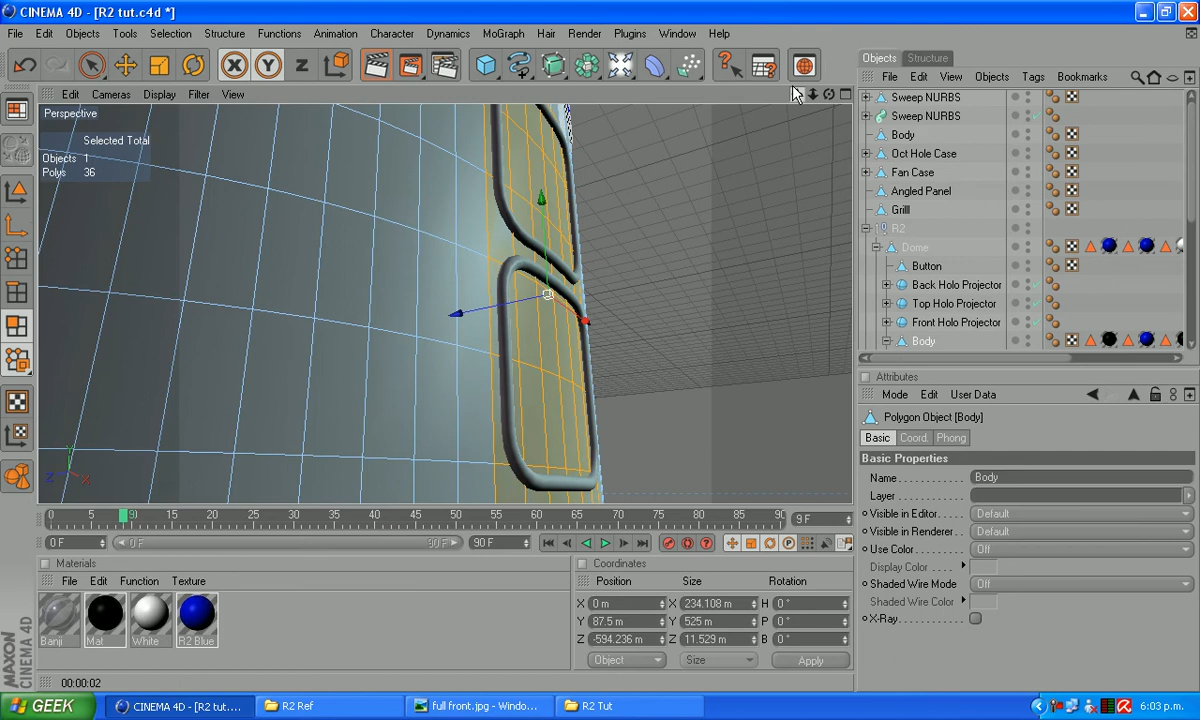 CINEMA 4D - [R2 tut.c4d *]
File Edit Objects Tools Selection Structure Functions Animation Character Dynamics MoGraph Hair Render Plugins Window Help
X Y Z
Objects Structure
File Edit View Objects Tags Bookmarks
Edit Cameras Display Filter View
Perspective
Selected Total
Objects 1
Polys 36
Sweep NURBS
Sweep NURBS
Body
Oct Hole Case
Fan Case
Angled Panel
Grill
R2
Dome
Button
Back Holo Projector
Top Holo Projector
Front Holo Projector
Body
Y
Z X
Attributes
Mode Edit User Data
Polygon Object [Body]
Basic Coord. Phong
Basic Properties
Name Body
Layer
Visible in Editor Default
Visible in Renderer Default
Use Color Off
Display Color
Shaded Wire Mode Off
Shaded Wire Color
X-Ray
0 5 9 15 20 25 30 35 40 45 50 55 60 65 70 75 80 85 90
9 F
0 F 0 F 90 F 90 F
Materials
File Edit Function Texture
Banji Mat White R2 Blue
Coordinates
Position Size Rotation
X 0 m X 234.108 m H 0 °
Y 87.5 m Y 525 m P 0 °
Z -594.236 m Z 11.529 m B 0 °
Object Size Apply
MAXON
CINEMA 4D
00:00:02
GEEK CINEMA 4D - [R2 tut.... R2 Ref full front.jpg - Windo... R2 Tut 6:03 p.m.